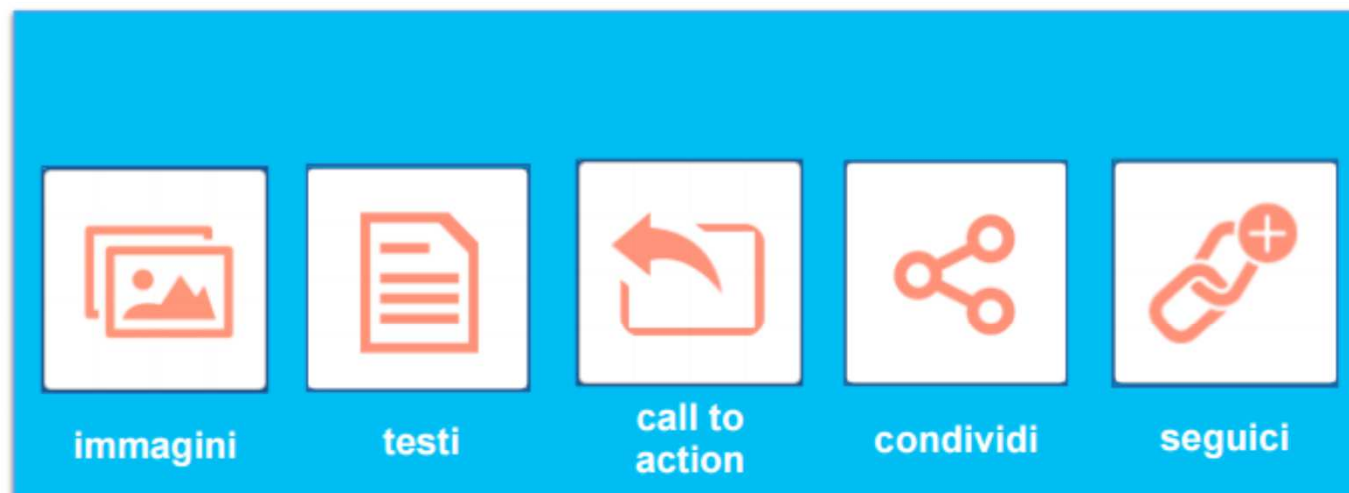 immagini
testi
call to
action
condividi
seguici